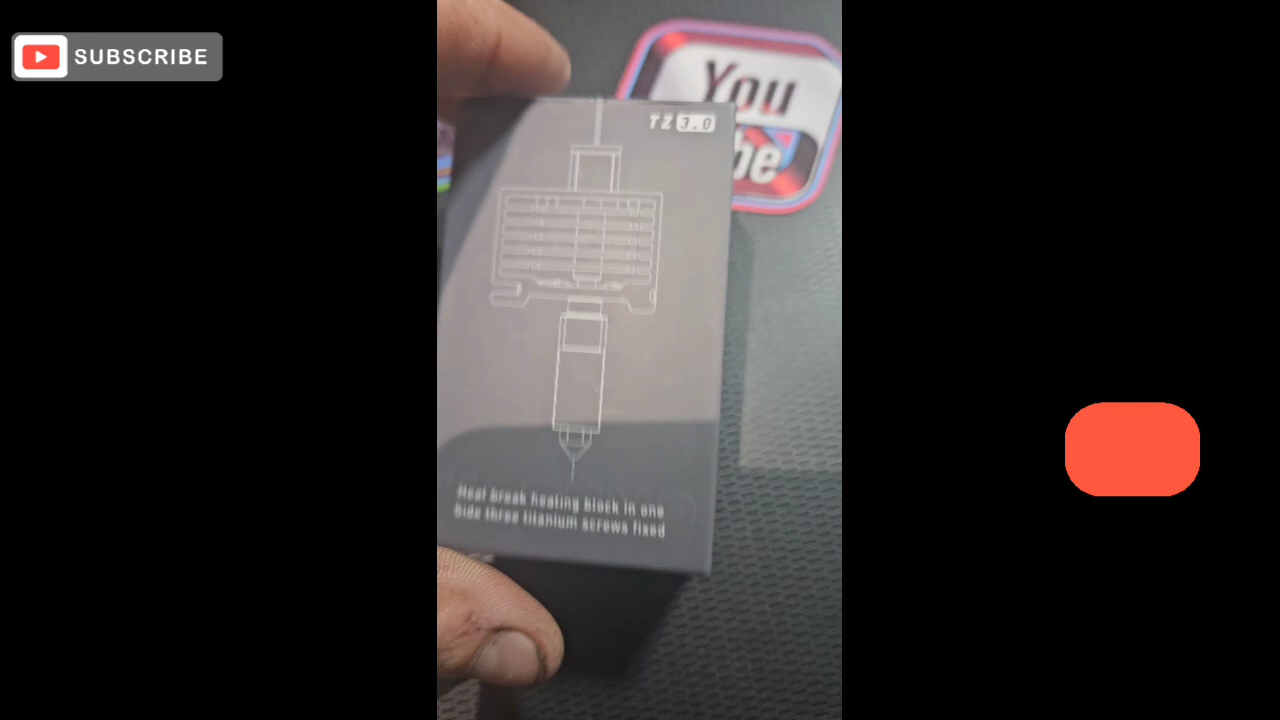 SUBSCRIBE
You
be
TZ 3.0
Heat break heating block in one
Side three titanium screws fixed